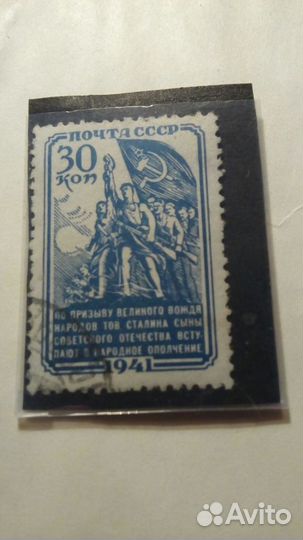 ПОЧТА СССР
30
КОП
ПО ПРИЗЫВУ ВЕЛИКОГО ВОЖДЯ
НАРОДОВ ТОВ СТАЛИНА СЫНЫ
СОВЕТСКОГО ОТЕЧЕСТВА ВСТУ-
ПАЮТ В НАРОДНОЕ ОПОЛЧЕНИЕ
1941
Avito